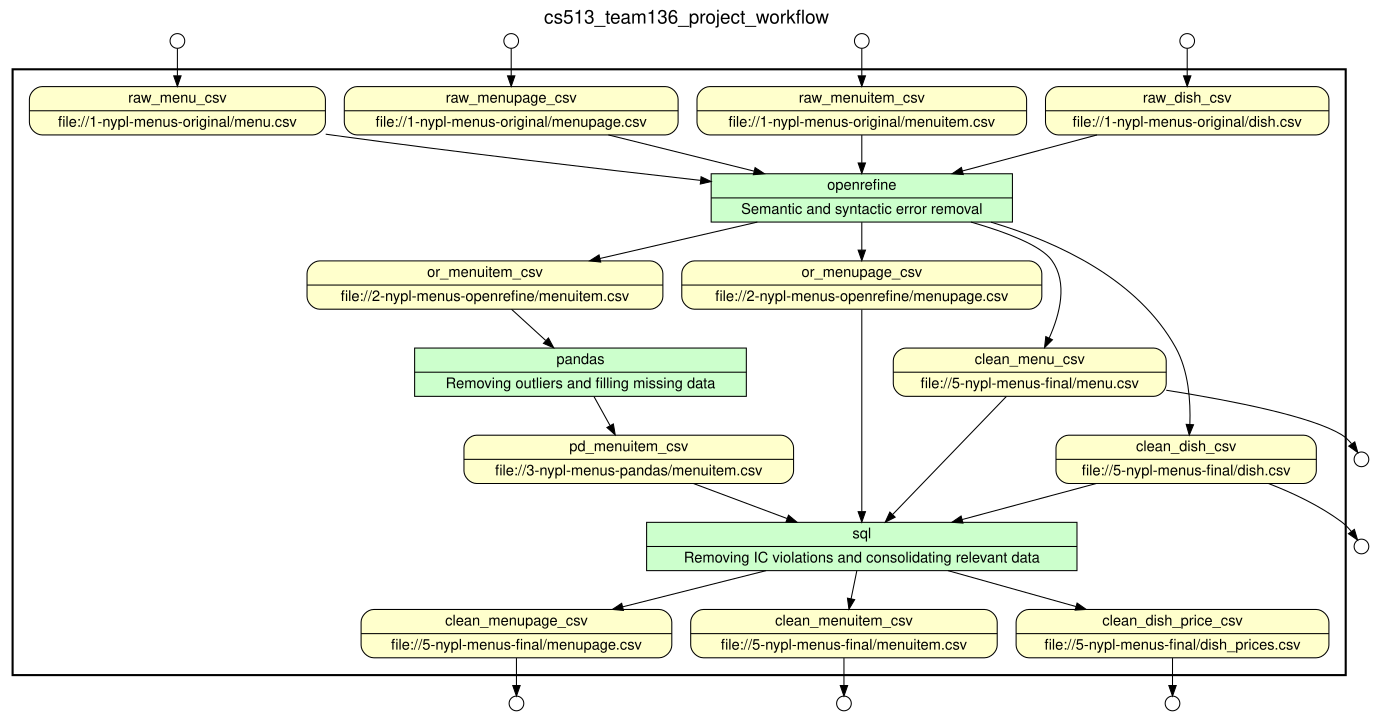 cs513_team136_project_workflow
raw_menu_csv
file://1-nypl-menus-original/menu.csv
raw_menupage_csv
file://1-nypl-menus-original/menupage.csv
raw_menuitem_csv
file://1-nypl-menus-original/menuitem.csv
raw_dish_csv
file://1-nypl-menus-original/dish.csv
openrefine
Semantic and syntactic error removal
or_menuitem_csv
file://2-nypl-menus-openrefine/menuitem.csv
or_menupage_csv
file://2-nypl-menus-openrefine/menupage.csv
pandas
Removing outliers and filling missing data
clean_menu_csv
file://5-nypl-menus-final/menu.csv
pd_menuitem_csv
file://3-nypl-menus-pandas/menuitem.csv
clean_dish_csv
file://5-nypl-menus-final/dish.csv
sql
Removing IC violations and consolidating relevant data
clean_menupage_csv
file://5-nypl-menus-final/menupage.csv
clean_menuitem_csv
file://5-nypl-menus-final/menuitem.csv
clean_dish_price_csv
file://5-nypl-menus-final/dish_prices.csv